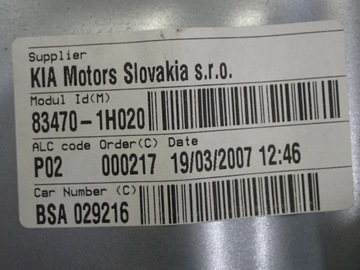 Supplier
KIA Motors Slovakia s.r.o.
Modul Id(M)
83470-1H020
ALC code Order(C) Date
P02 000217 19/03/2007 12:46
Car Number (C)
BSA 029216